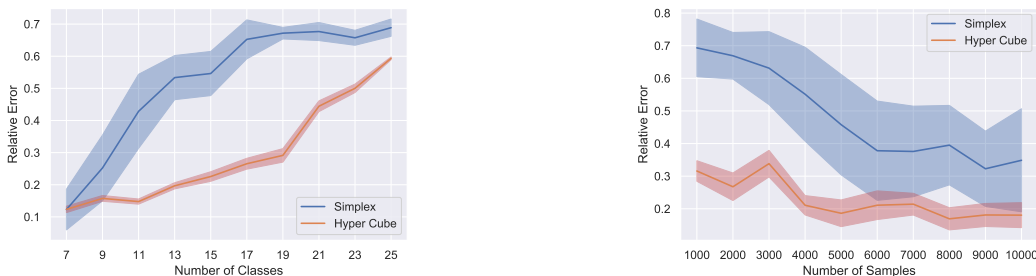 0.7
0.6
0.5
0.4
0.3
0.2
0.1
Relative Error
7 9 11 13 15 17 19 21 23 25
Number of Classes
Simplex
Hyper Cube
0.8
0.7
0.6
0.5
0.4
0.3
0.2
Relative Error
1000 2000 3000 4000 5000 6000 7000 8000 9000 10000
Number of Samples
Simplex
Hyper Cube